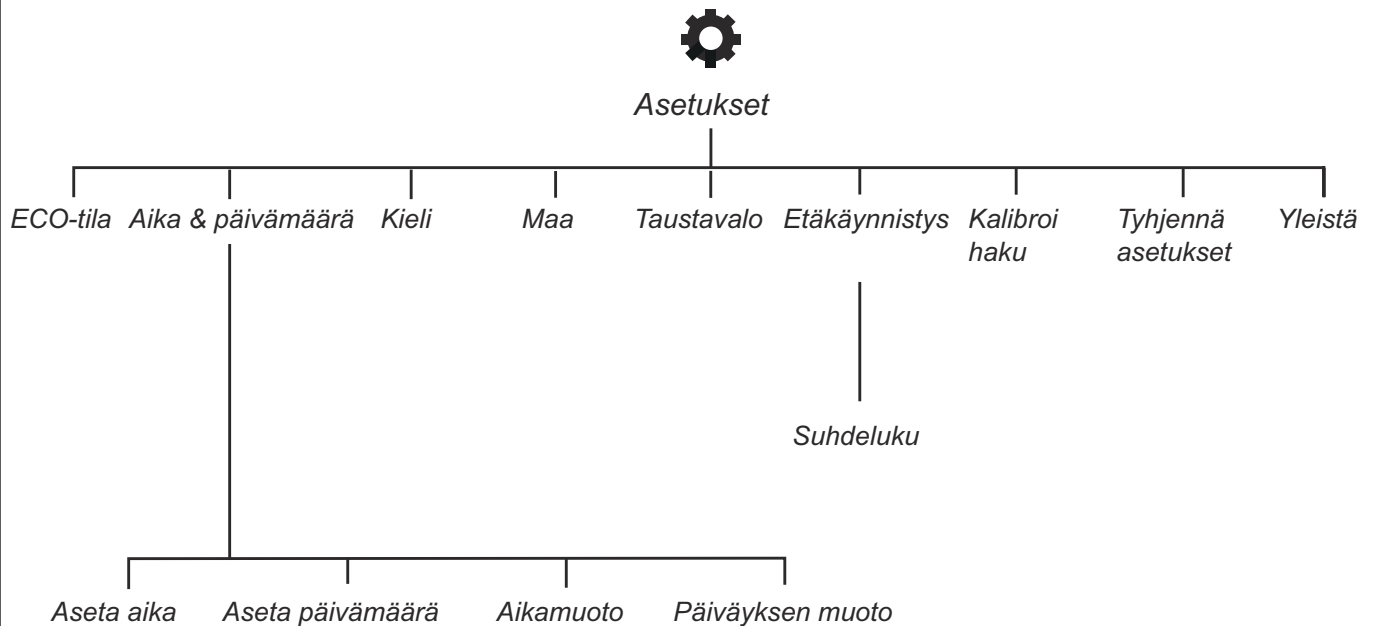 Asetukset
ECO-tila
Aika & päivämäärä
Kieli
Maa
Taustavalo
Etäkäynnistys
Kalibroi
haku
Tyhjennä
asetukset
Yleistä
Suhdeluku
Aseta aika
Aseta päivämäärä
Aikamuoto
Päiväyksen muoto